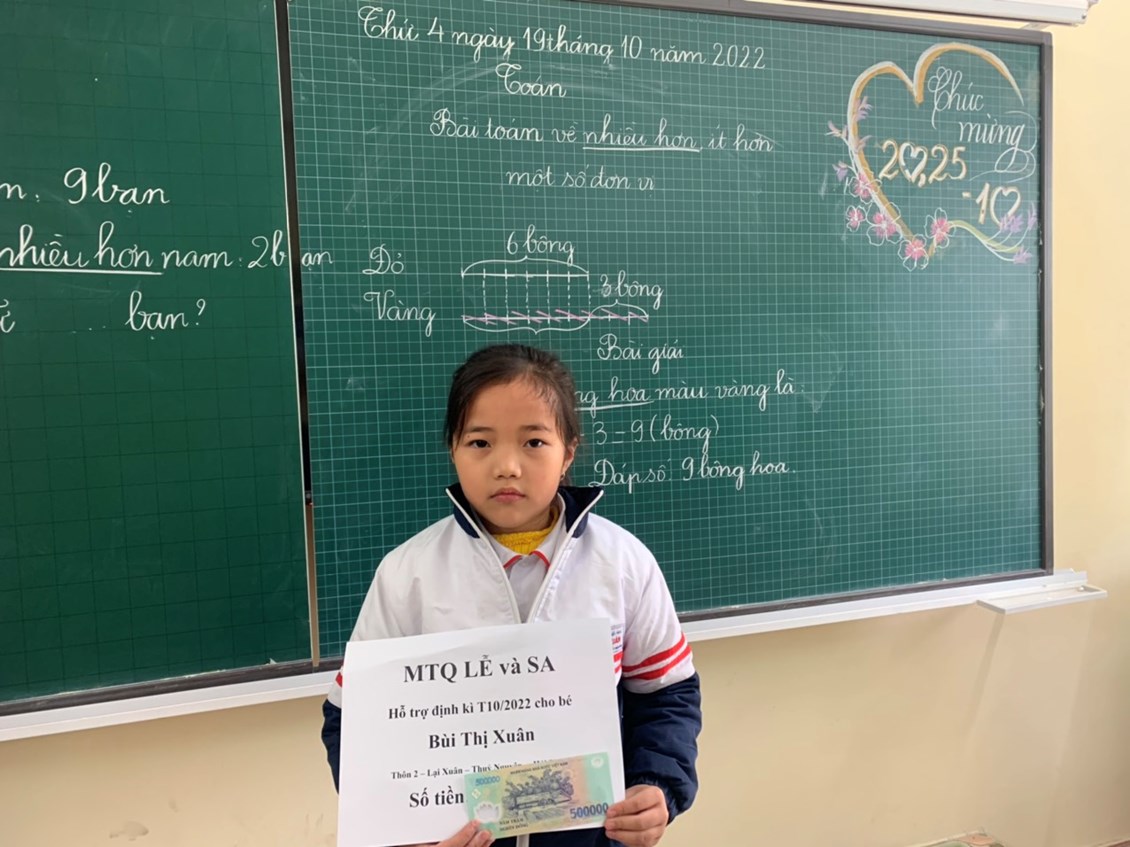 Thứ 4 ngày 19 tháng 10 năm 2022
Toán
Bài toán về nhiều hơn, ít hơn
một số đơn vị
Chúc
mừng
20,25
-10
9 bạn
nhiều hơn nam: 2 bạn
... bạn?
6 bông
Đỏ
3 bông
Vàng
Bài giải
hoa màu vàng là:
3 = 9 (bông)
Đáp số: 9 bông hoa.
MTQ LỄ và SA
Hỗ trợ định kì T10/2022 cho bé
Bùi Thị Xuân
Thôn 2 – Lại Xuân – Thuỷ Nguyên
Số tiền
500000
500000